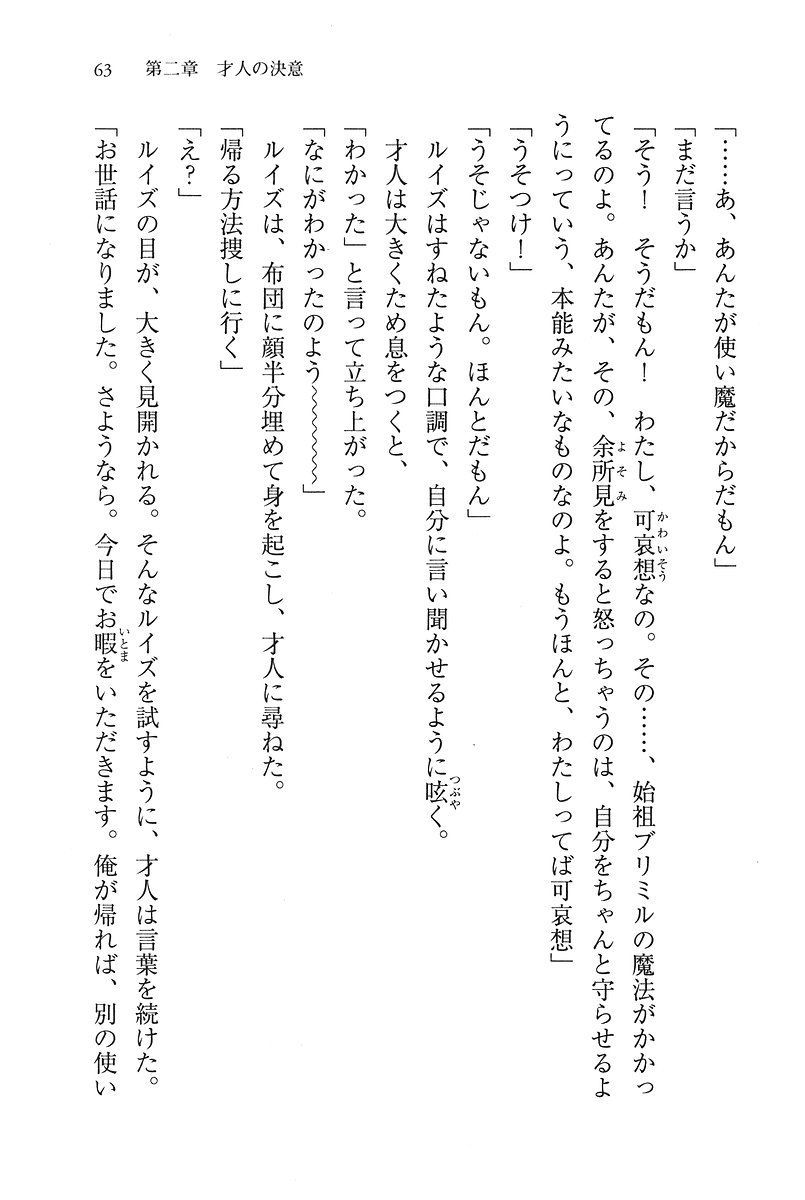 63　第二章　才人の決意
「……あ、あんたが使い魔だからだもん」
「まだ言うか」
「そう！　そうだもん！　わたし、可哀想なの。その……、始祖ブリミルの魔法がかかっ
てるのよ。あんたが、その、余所見をすると怒っちゃうのは、自分をちゃんと守らせるよ
うにっていう、本能みたいなものなのよ。もうほんと、わたしってば可哀想」
「うそつけ！」
「うそじゃないもん。ほんとだもん」
ルイズはすねたような口調で、自分に言い聞かせるように呟く。
才人は大きくため息をつくと、
「わかった」と言って立ち上がった。
「なにがわかったのよう～～～～～」
ルイズは、布団に顔半分埋めて身を起こし、才人に尋ねた。
「帰る方法捜しに行く」
「え？」
ルイズの目が、大きく見開かれる。そんなルイズを試すように、才人は言葉を続けた。
「お世話になりました。さようなら。今日でお暇をいただきます。俺が帰れば、別の使い